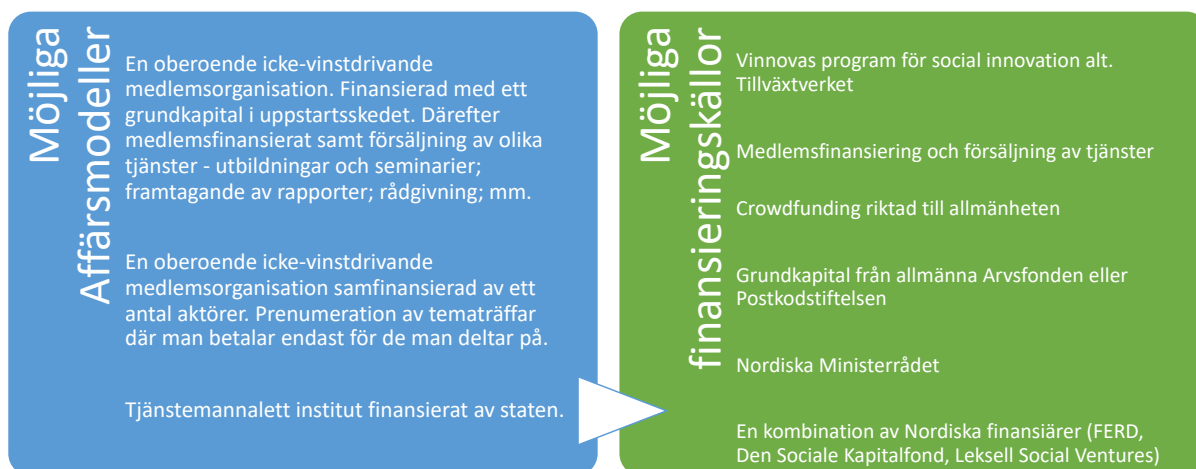 Möjliga
Affärsmodeller
En oberoende icke-vinstdrivande
medlemsorganisation. Finansierad med ett
grundkapital i uppstartsskedet. Därefter
medlemsfinansierat samt försäljning av olika
tjänster - utbildningar och seminarier;
framtagande av rapporter; rådgivning; mm.
En oberoende icke-vinstdrivande
medlemsorganisation samfinansierad av ett
antal aktörer. Prenumeration av tematräffar
där man betalar endast för de man deltar på.
Tjänstemannalett institut finansierat av staten.
Möjliga
finansieringskällor
Vinnovas program för social innovation alt.
Tillväxtverket
Medlemsfinansiering och försäljning av tjänster
Crowdfunding riktad till allmänheten
Grundkapital från allmänna Arvsfonden eller
Postkodstiftelsen
Nordiska Ministerrådet
En kombination av Nordiska finansiärer (FERD,
Den Sociale Kapitalfond, Leksell Social Ventures)